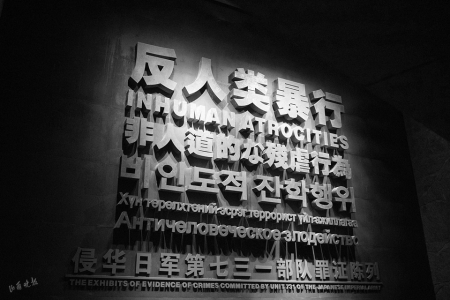 反人类暴行
INHUMAN ATROCITIES
非人道的な残虐行為
비인도적 잔학행위
Хүн төрөлхтний эсрэг террорист үйл ажиллагаа
Античеловеческое злодейство
侵华日军第七三一部队罪证陈列
THE EXHIBITS OF EVIDENCE OF CRIMES COMMITTED BY UNIT 731 OF THE JAPANESE IMPERIAL ARMY